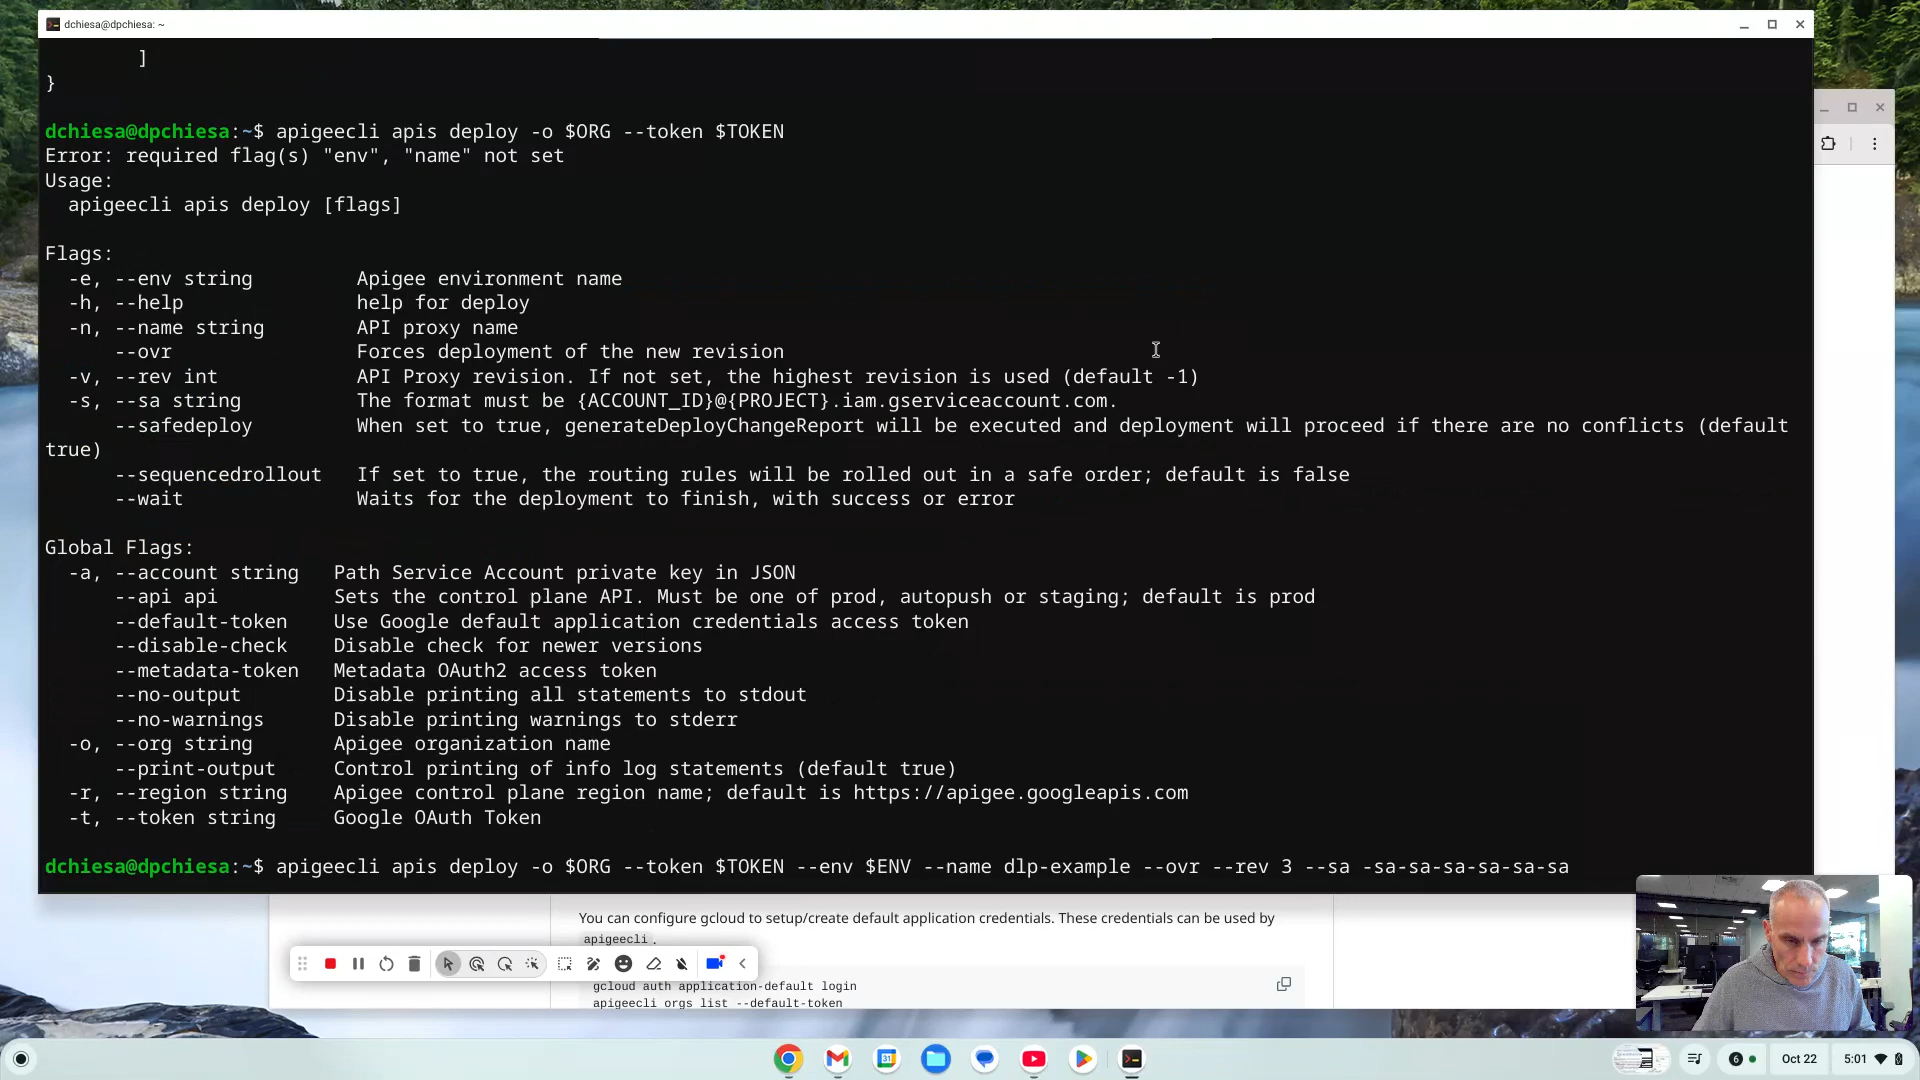 dchiesa@dpchiesa: ~
]
}
dchiesa@dpchiesa:~$ apigeecli apis deploy -o $ORG --token $TOKEN
Error: required flag(s) "env", "name" not set
Usage:
apigeecli apis deploy [flags]
Flags:
-e, --env string Apigee environment name
-h, --help help for deploy
-n, --name string API proxy name
--ovr Forces deployment of the new revision
-v, --rev int API Proxy revision. If not set, the highest revision is used (default -1)
-s, --sa string The format must be {ACCOUNT_ID}@{PROJECT}.iam.gserviceaccount.com.
--safedeploy When set to true, generateDeployChangeReport will be executed and deployment will proceed if there are no conflicts (default
true)
--sequencedrollout If set to true, the routing rules will be rolled out in a safe order; default is false
--wait Waits for the deployment to finish, with success or error
Global Flags:
-a, --account string Path Service Account private key in JSON
--api api Sets the control plane API. Must be one of prod, autopush or staging; default is prod
--default-token Use Google default application credentials access token
--disable-check Disable check for newer versions
--metadata-token Metadata OAuth2 access token
--no-output Disable printing all statements to stdout
--no-warnings Disable printing warnings to stderr
-o, --org string Apigee organization name
--print-output Control printing of info log statements (default true)
-r, --region string Apigee control plane region name; default is https://apigee.googleapis.com
-t, --token string Google OAuth Token
dchiesa@dpchiesa:~$ apigeecli apis deploy -o $ORG --token $TOKEN --env $ENV --name dlp-example --ovr --rev 3 --sa -sa-sa-sa-sa-sa-sa
You can configure gcloud to setup/create default application credentials. These credentials can be used by
apigeecli .
gcloud auth application-default login
apigeecli orgs list --default-token
31
6
Oct 22
5:01